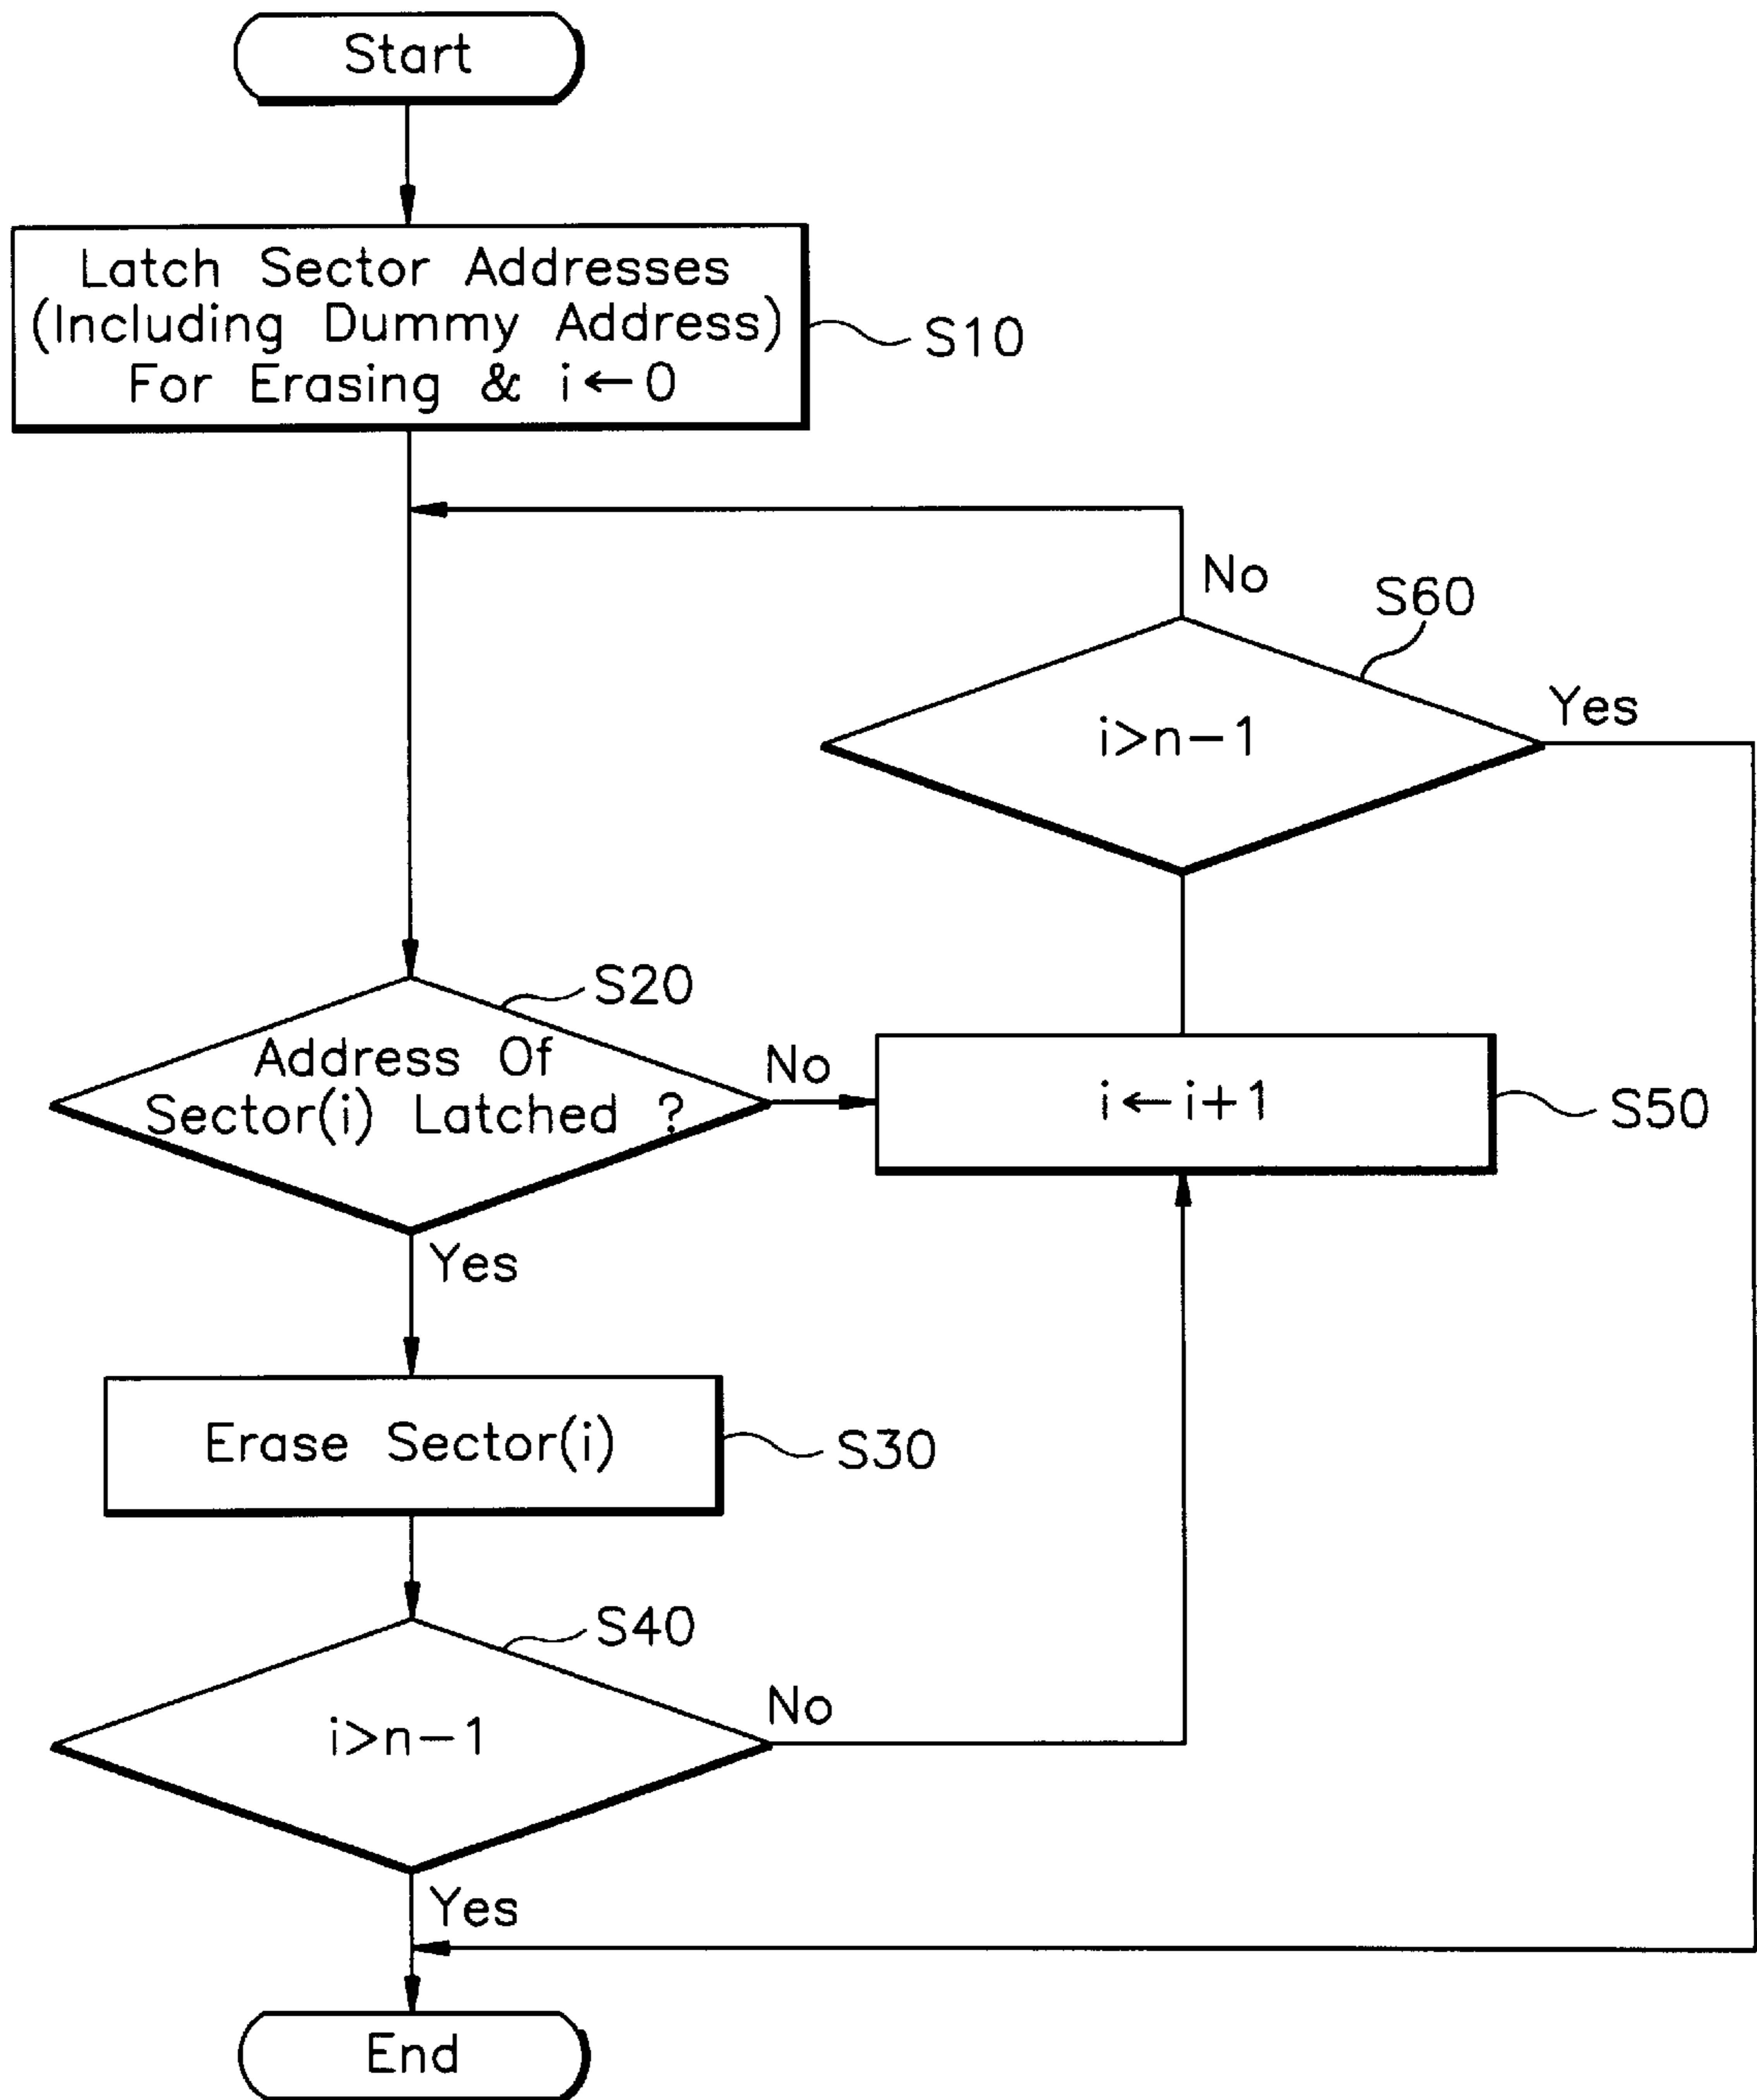 Start
Latch Sector Addresses
(Including Dummy Address)
For Erasing & i←0
S10
No
S60
i>n-1
Yes
S20
Address Of
Sector(i) Latched ?
No
i←i+1
S50
Yes
Erase Sector(i)
S30
S40
i>n-1
No
Yes
End